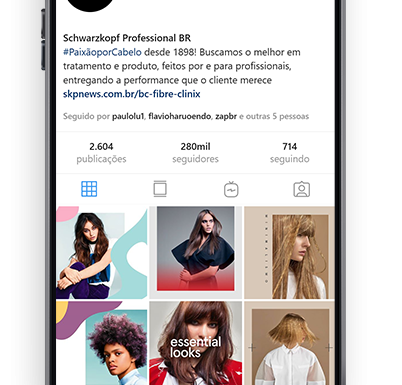 Schwarzkopf Professional BR
#PaixãoporCabelo desde 1898! Buscamos o melhor em
tratamento e produto, feitos por e para profissionais,
entregando a performance que o cliente merece
skpnews.com.br/bc-fibre-clinix
Seguido por paulolu1, flavioharuoendo, zapbr e outras 5 pessoas
2.604 280mil 714
publicações seguidores seguindo
essential
looks